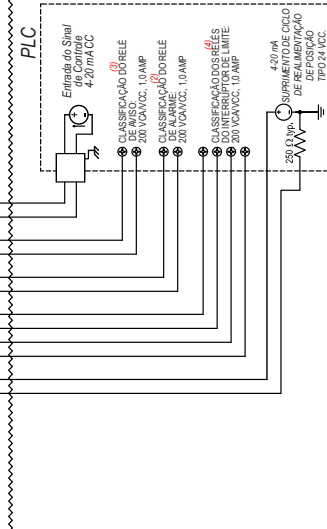 PLC
Entrada do Sinal
de Controle
4-20 mA CC
(3)
CLASSIFICAÇÃO DO RELÉ
DE AVISO:
200 VCA/VCC, 1,0 AMP
(2)
CLASSIFICAÇÃO DO RELÉ
DE ALARME:
200 VCA/VCC, 1,0 AMP
(4)
CLASSIFICAÇÃO DOS RELÉS
DO INTERRUPTOR DE LIMITE:
200 VCA/VCC, 1,0 AMP
4-20 mA
SUPRIMENTO DE CICLO
DE REALIMENTAÇÃO
DE POSIÇÃO
TIPO 24 VCC.
250 Ω typ.